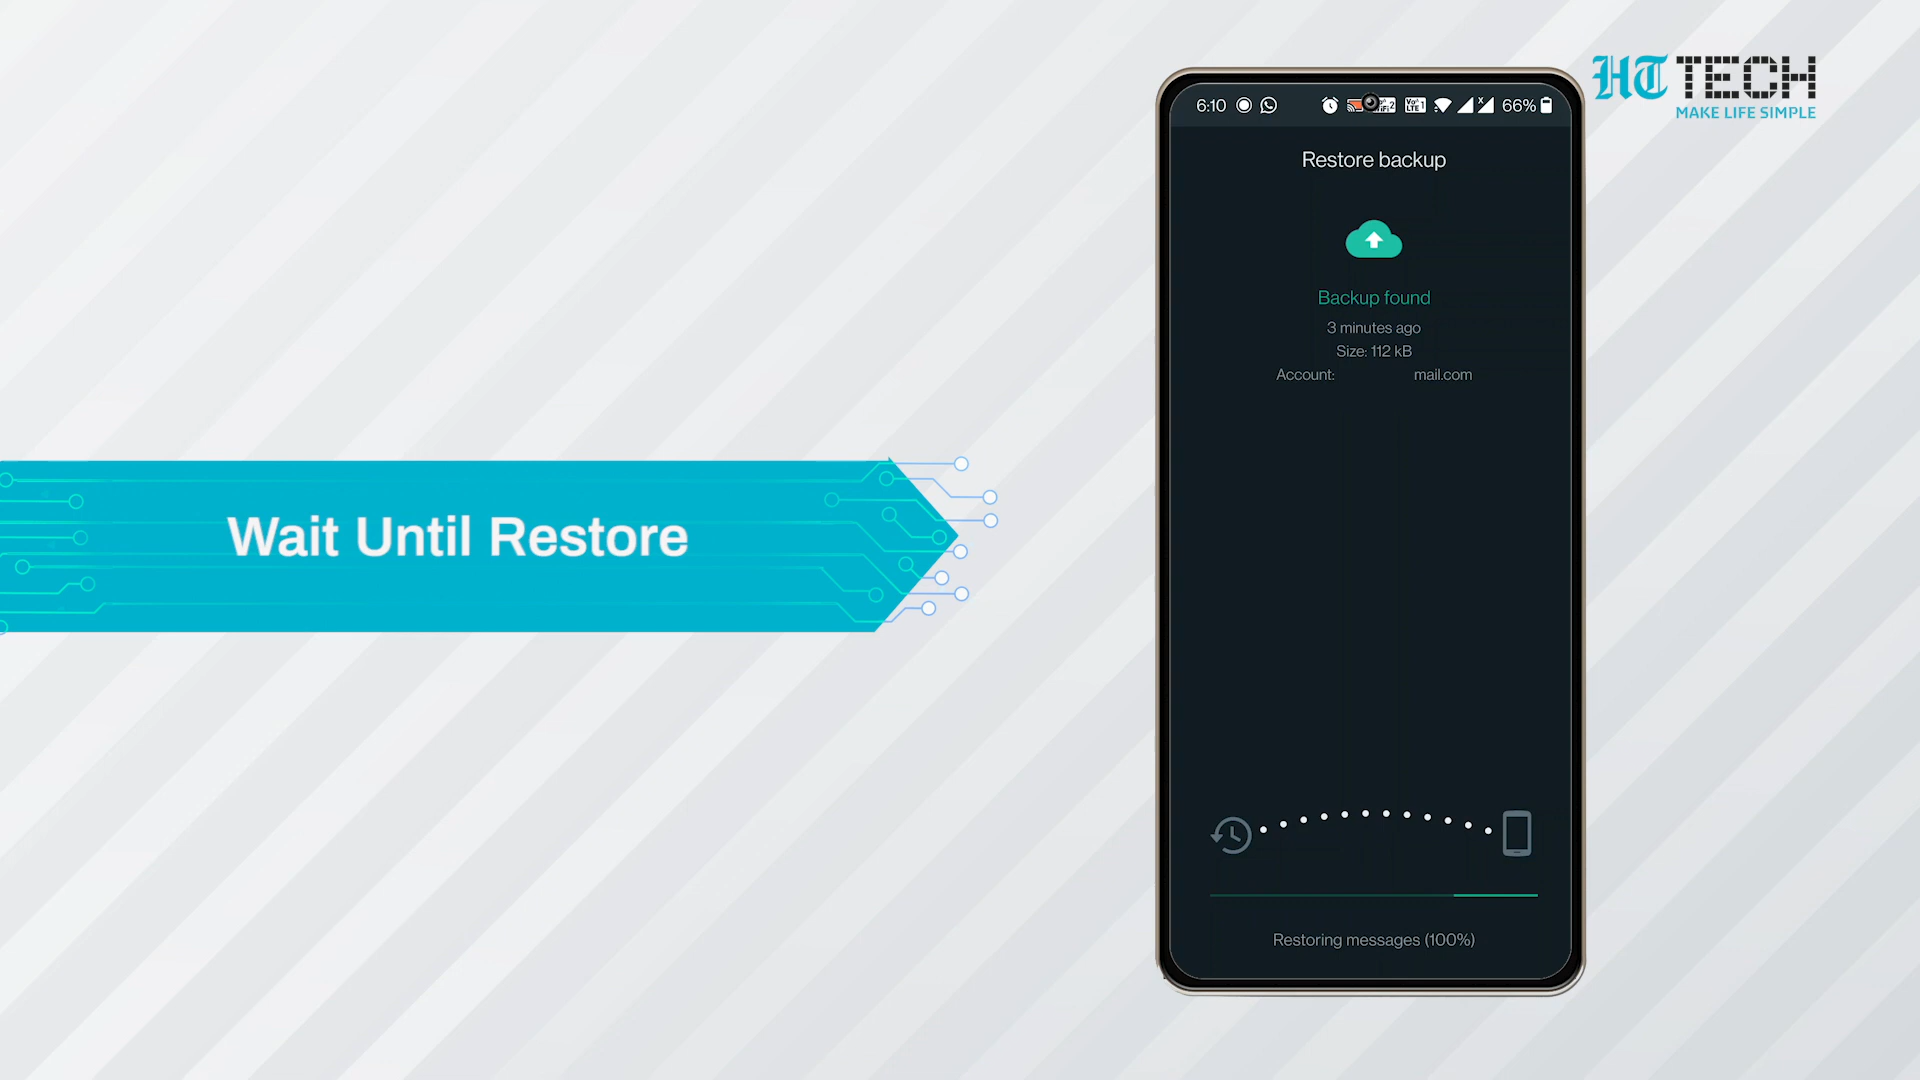 HT TECH
MAKE LIFE SIMPLE
6:10
66%
Restore backup
Backup found
3 minutes ago
Size: 112 kB
Account: mail.com
Wait Until Restore
Restoring messages (100%)